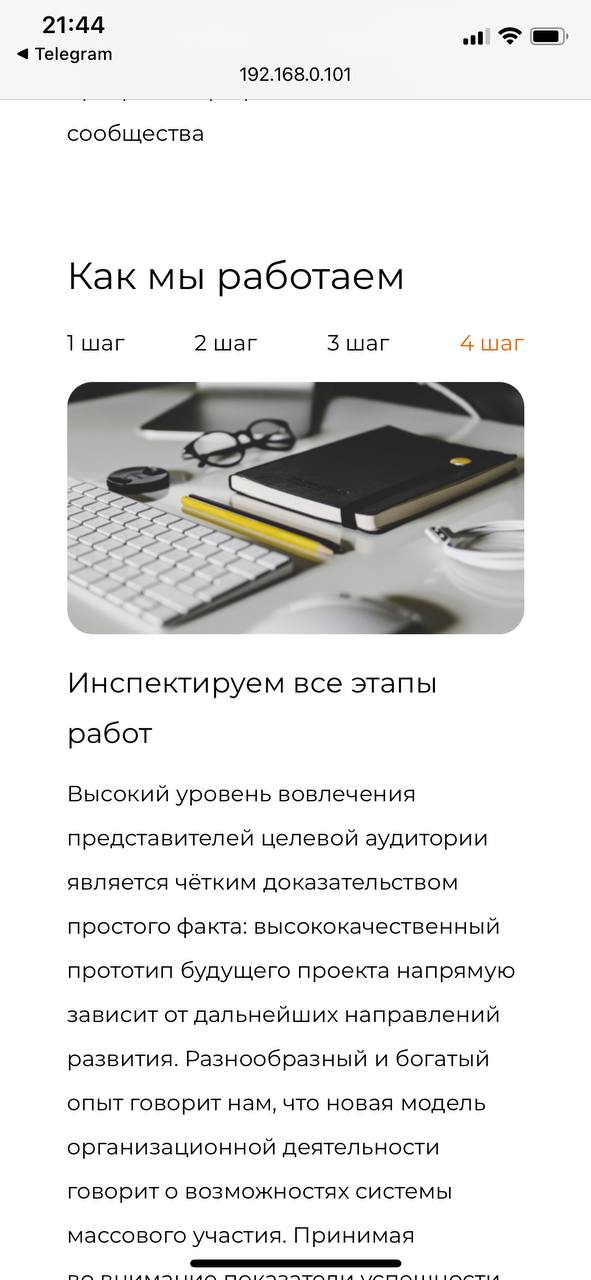 21:44
◀ Telegram
192.168.0.101
сообщества
Как мы работаем
1 шаг 2 шаг 3 шаг 4 шаг
Инспектируем все этапы
работ
Высокий уровень вовлечения
представителей целевой аудитории
является чётким доказательством
простого факта: высококачественный
прототип будущего проекта напрямую
зависит от дальнейших направлений
развития. Разнообразный и богатый
опыт говорит нам, что новая модель
организационной деятельности
говорит о возможностях системы
массового участия. Принимая
во внимание показатели успешности